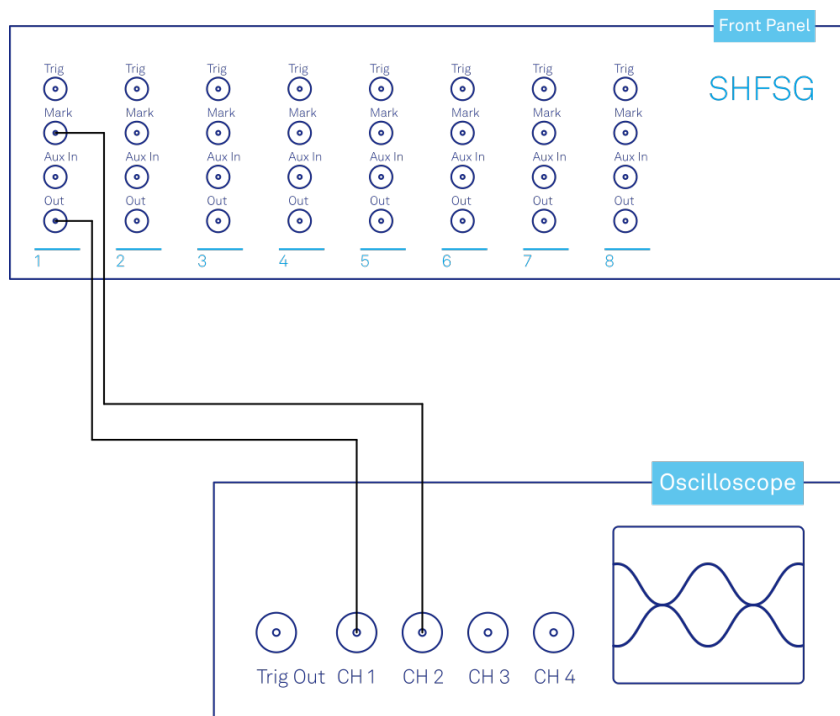 Front Panel
SHFSG
Trig Trig Trig Trig Trig Trig Trig Trig
Mark Mark Mark Mark Mark Mark Mark Mark
Aux In Aux In Aux In Aux In Aux In Aux In Aux In Aux In
Out Out Out Out Out Out Out Out
1 2 3 4 5 6 7 8
Oscilloscope
Trig Out CH 1 CH 2 CH 3 CH 4